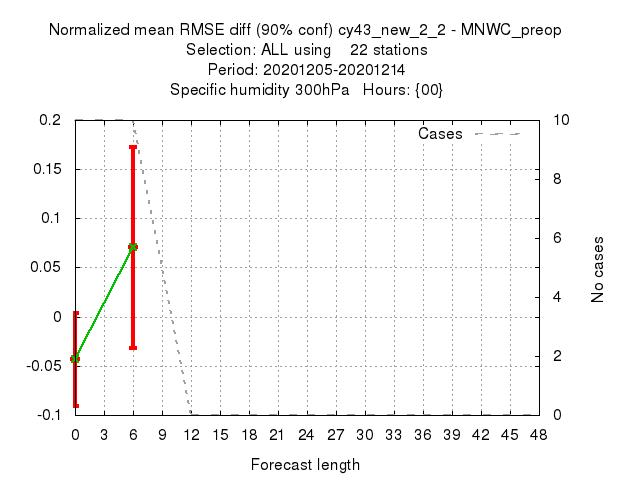 Normalized mean RMSE diff (90% conf) cy43_new_2_2 - MNWC_preop
Selection: ALL using 22 stations
Period: 20201205-20201214
Specific humidity 300hPa Hours: {00}
Cases
0.2
0.15
0.1
0.05
0
-0.05
-0.1
10
8
6
4
2
0
No cases
0 3 6 9 12 15 18 21 24 27 30 33 36 39 42 45 48
Forecast length